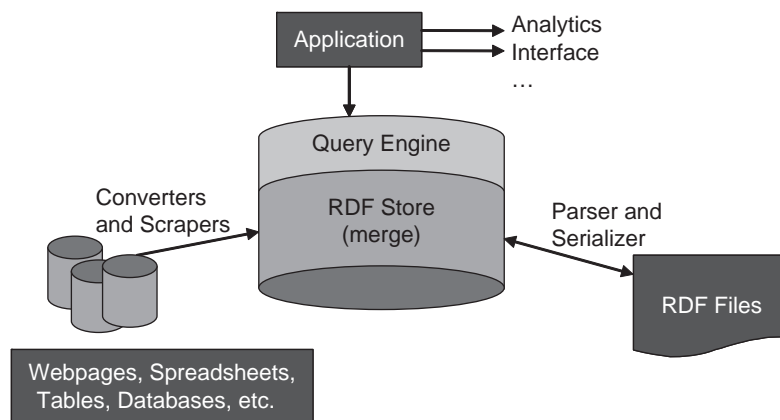 Application
Analytics
Interface
…
Query Engine
RDF Store
(merge)
Converters
and Scrapers
Parser and
Serializer
RDF Files
Webpages, Spreadsheets,
Tables, Databases, etc.